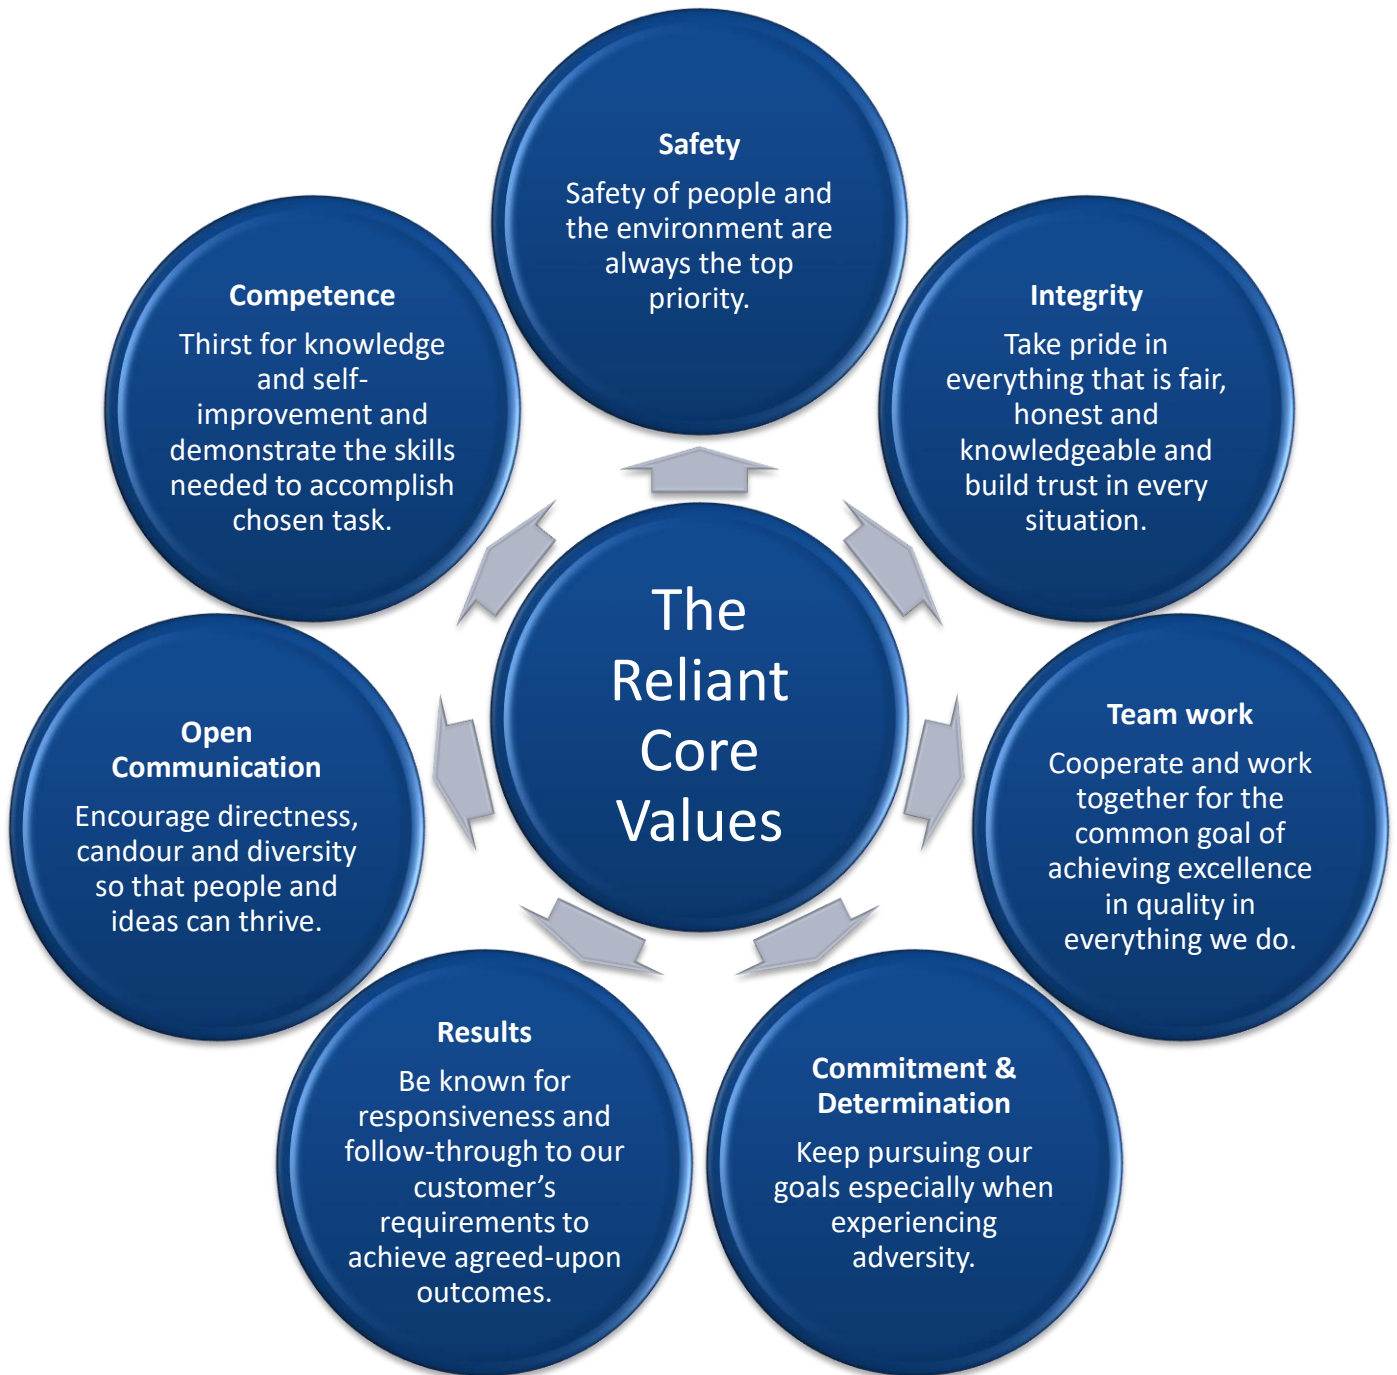 Safety
Safety of people and
the environment are
always the top
priority.
Integrity
Take pride in
everything that is fair,
honest and
knowledgeable and
build trust in every
situation.
Team work
Cooperate and work
together for the
common goal of
achieving excellence
in quality in
everything we do.
Commitment &
Determination
Keep pursuing our
goals especially when
experiencing
adversity.
Results
Be known for
responsiveness and
follow-through to our
customer’s
requirements to
achieve agreed-upon
outcomes.
Open
Communication
Encourage directness,
candour and diversity
so that people and
ideas can thrive.
Competence
Thirst for knowledge
and self-
improvement and
demonstrate the skills
needed to accomplish
chosen task.
The
Reliant
Core
Values